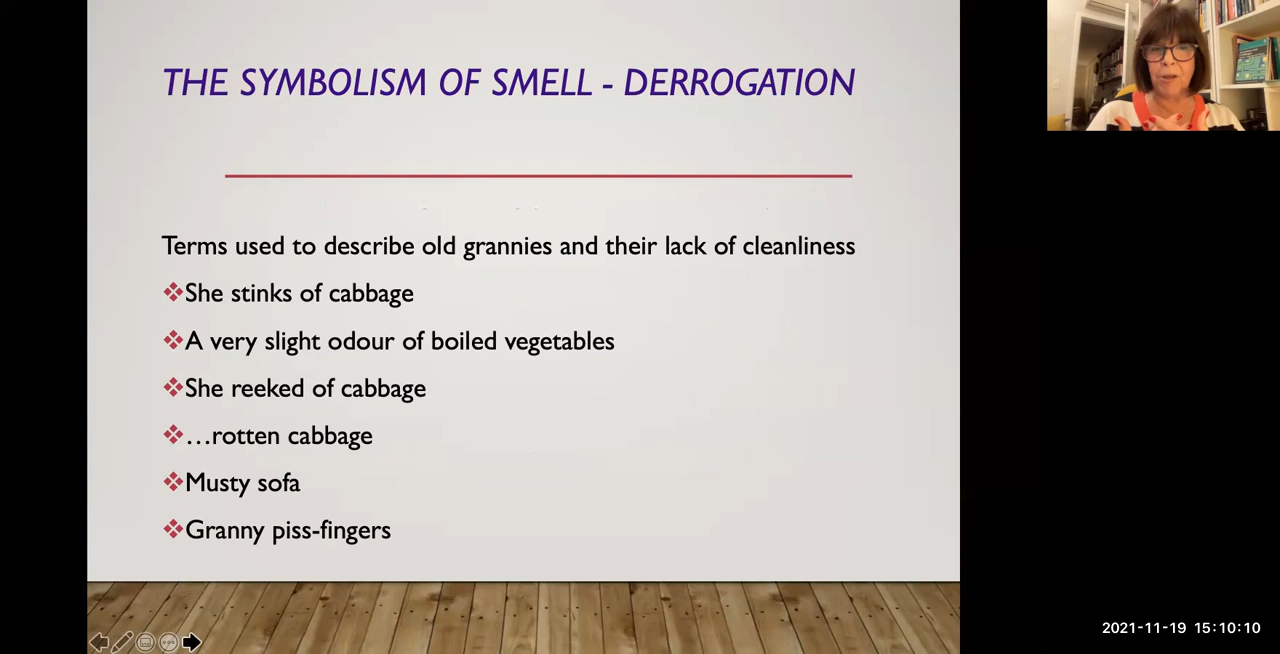 THE SYMBOLISM OF SMELL - DERROGATION
Terms used to describe old grannies and their lack of cleanliness
❖She stinks of cabbage
❖A very slight odour of boiled vegetables
❖She reeked of cabbage
❖…rotten cabbage
❖Musty sofa
❖Granny piss-fingers
2021-11-19 15:10:10